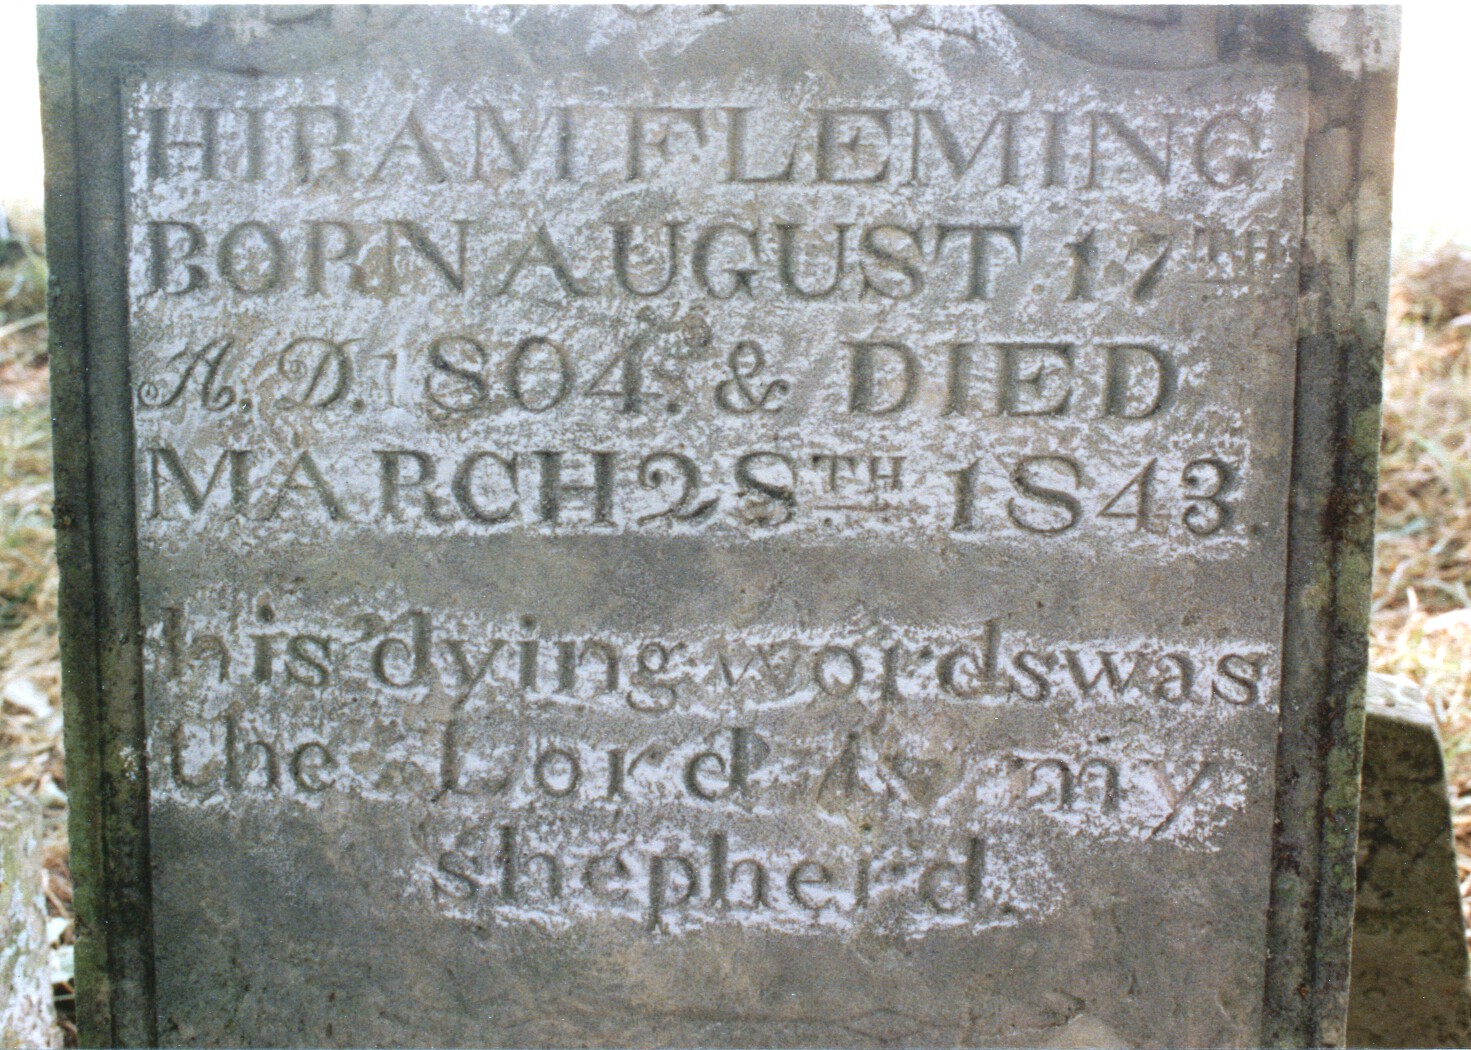 HIRAM FLEMING
BORN AUGUST 17TH
A.D. 1804. & DIED
MARCH 28TH 1843.
his dying words was
the Lord is my
shepherd.